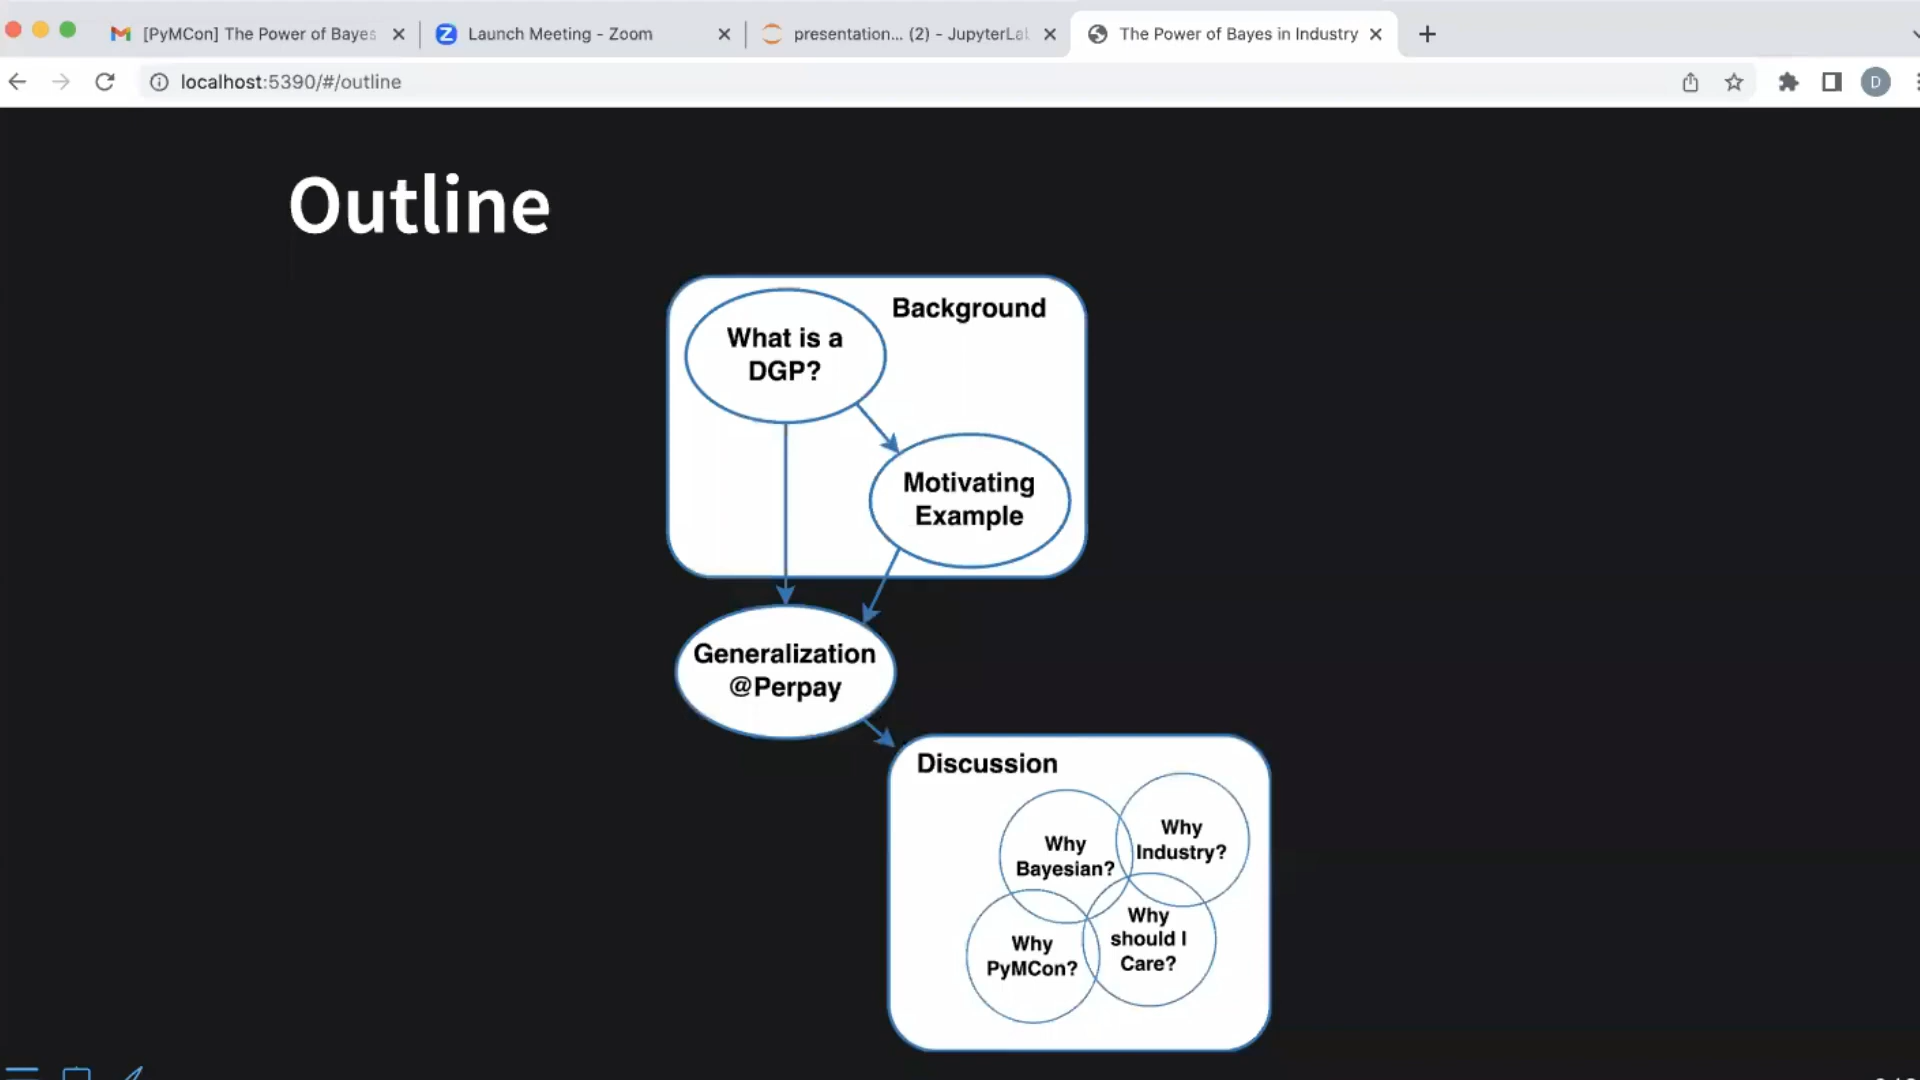 [PyMCon] The Power of Bayes
Launch Meeting - Zoom
presentation... (2) - JupyterLa
The Power of Bayes in Industry
localhost:5390/#/outline
D
Outline
Background
What is a
DGP?
Motivating
Example
Generalization
@Perpay
Discussion
Why
Bayesian?
Why
Industry?
Why
PyMCon?
Why
should I
Care?